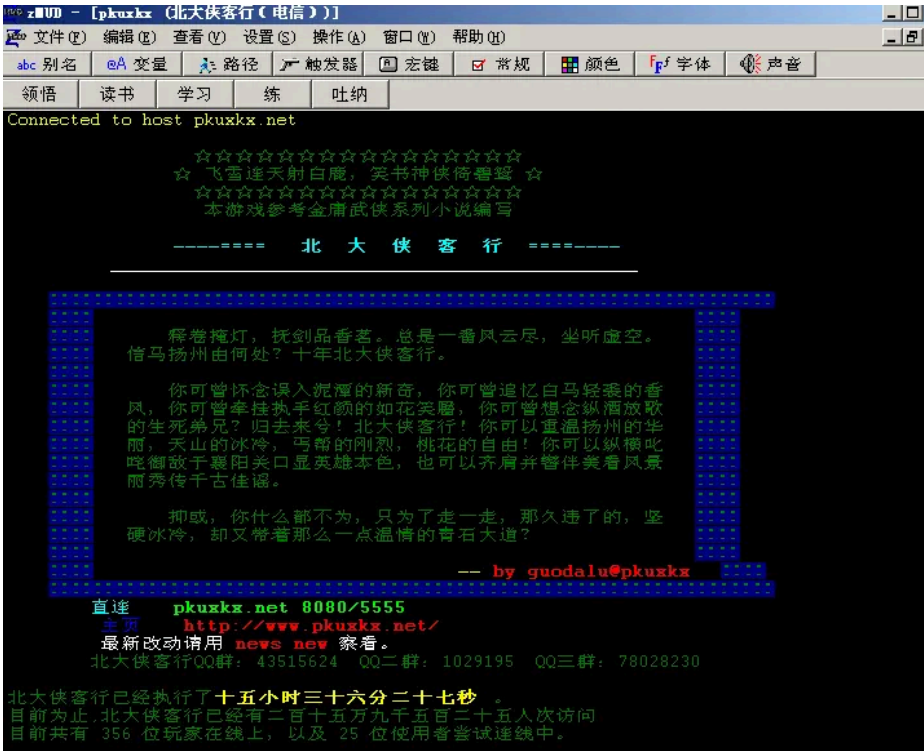 zMUD - [pkuxkx (北大侠客行(电信))]
文件(F) 编辑(E) 查看(V) 设置(S) 操作(A) 窗口(W) 帮助(H)
abc 别名 @A 变量 路径 触发器 宏键 常规 颜色 字体 声音
领悟 读书 学习 练 吐纳
Connected to host pkuxkx.net
☆☆☆☆☆☆☆☆☆☆☆☆☆☆☆☆
☆ 飞雪连天射白鹿，笑书神侠倚碧鸳 ☆
☆☆☆☆☆☆☆☆☆☆☆☆☆☆☆☆
本游戏参考金庸武侠系列小说编写
----==== 北 大 侠 客 行 ====----
释卷掩灯，抚剑品香茗。总是一番风云尽，坐听虚空。
信马扬州由何处？十年北大侠客行。
你可曾怀念误入泥潭的新奇，你可曾追忆白马轻裘的香
风，你可曾牵挂执手红颜的如花笑靥，你可曾想念纵酒放歌
的生死弟兄？归去来兮！北大侠客行！你可以重温扬州的华
丽，天山的冰冷，丐帮的刚烈，桃花的自由！你可以纵横叱
咤御敌于襄阳关口显英雄本色，也可以齐肩并辔伴美看风景
丽秀传千古佳谣。
抑或，你什么都不为，只为了走一走，那久违了的，坚
硬冰冷，却又带着那么一点温情的青石大道？
-- by guodalu@pkuxkx
直连 pkuxkx.net 8080/5555
主页 http://www.pkuxkx.net/
最新改动请用 news new 察看。
北大侠客行QQ群：43515624 QQ二群：1029195 QQ三群：78028230
北大侠客行已经执行了十五小时三十六分二十七秒 。
目前为止,北大侠客行已经有二百十五万九千五百二十五人次访问
目前共有 356 位玩家在线上，以及 25 位使用者尝试连线中。